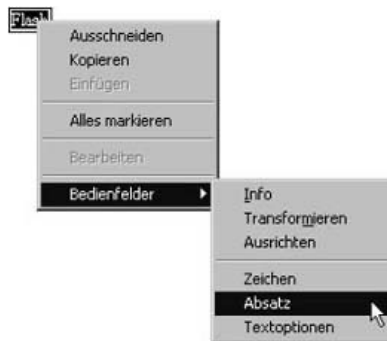 Flash
Ausschneiden
Kopieren
Einfügen
Alles markieren
Bearbeiten
Bedienfelder
Info
Transformieren
Ausrichten
Zeichen
Absatz
Textoptionen